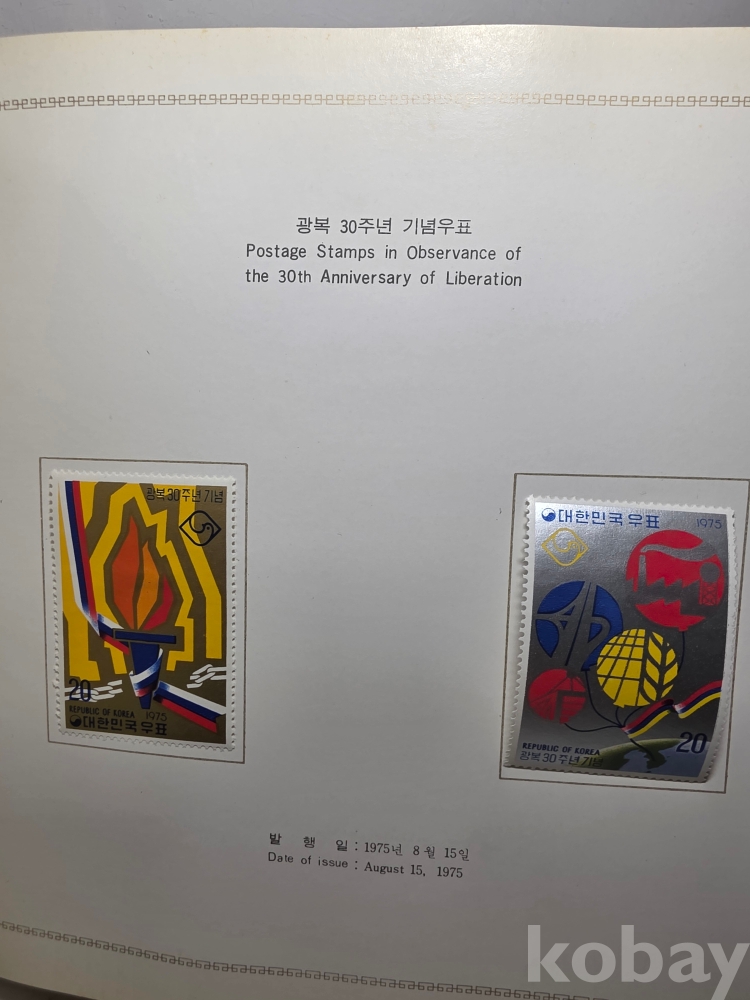 광복 30주년 기념우표
Postage Stamps in Observance of
the 30th Anniversary of Liberation
광복30주년기념
20
REPUBLIC OF KOREA 1975
대한민국우표
대한민국우표 1975
REPUBLIC OF KOREA 20
광복30주년기념
발 행 일 : 1975년 8월 15일
Date of issue : August 15, 1975
kobay